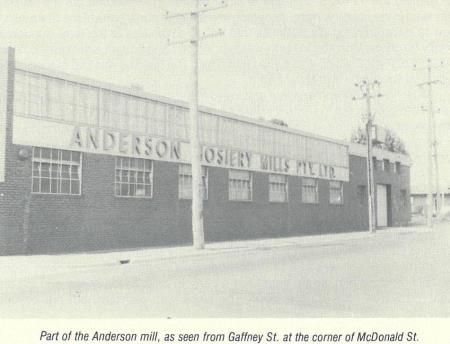 ANDERSON HOSIERY MILLS PTY. LTD.
Part of the Anderson mill, as seen from Gaffney St. at the corner of McDonald St.